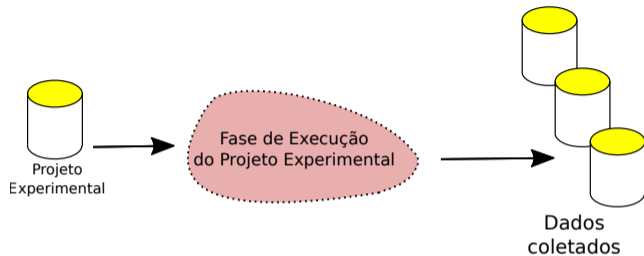 Projeto
Experimental
Fase de Execução
do Projeto Experimental
Dados
coletados